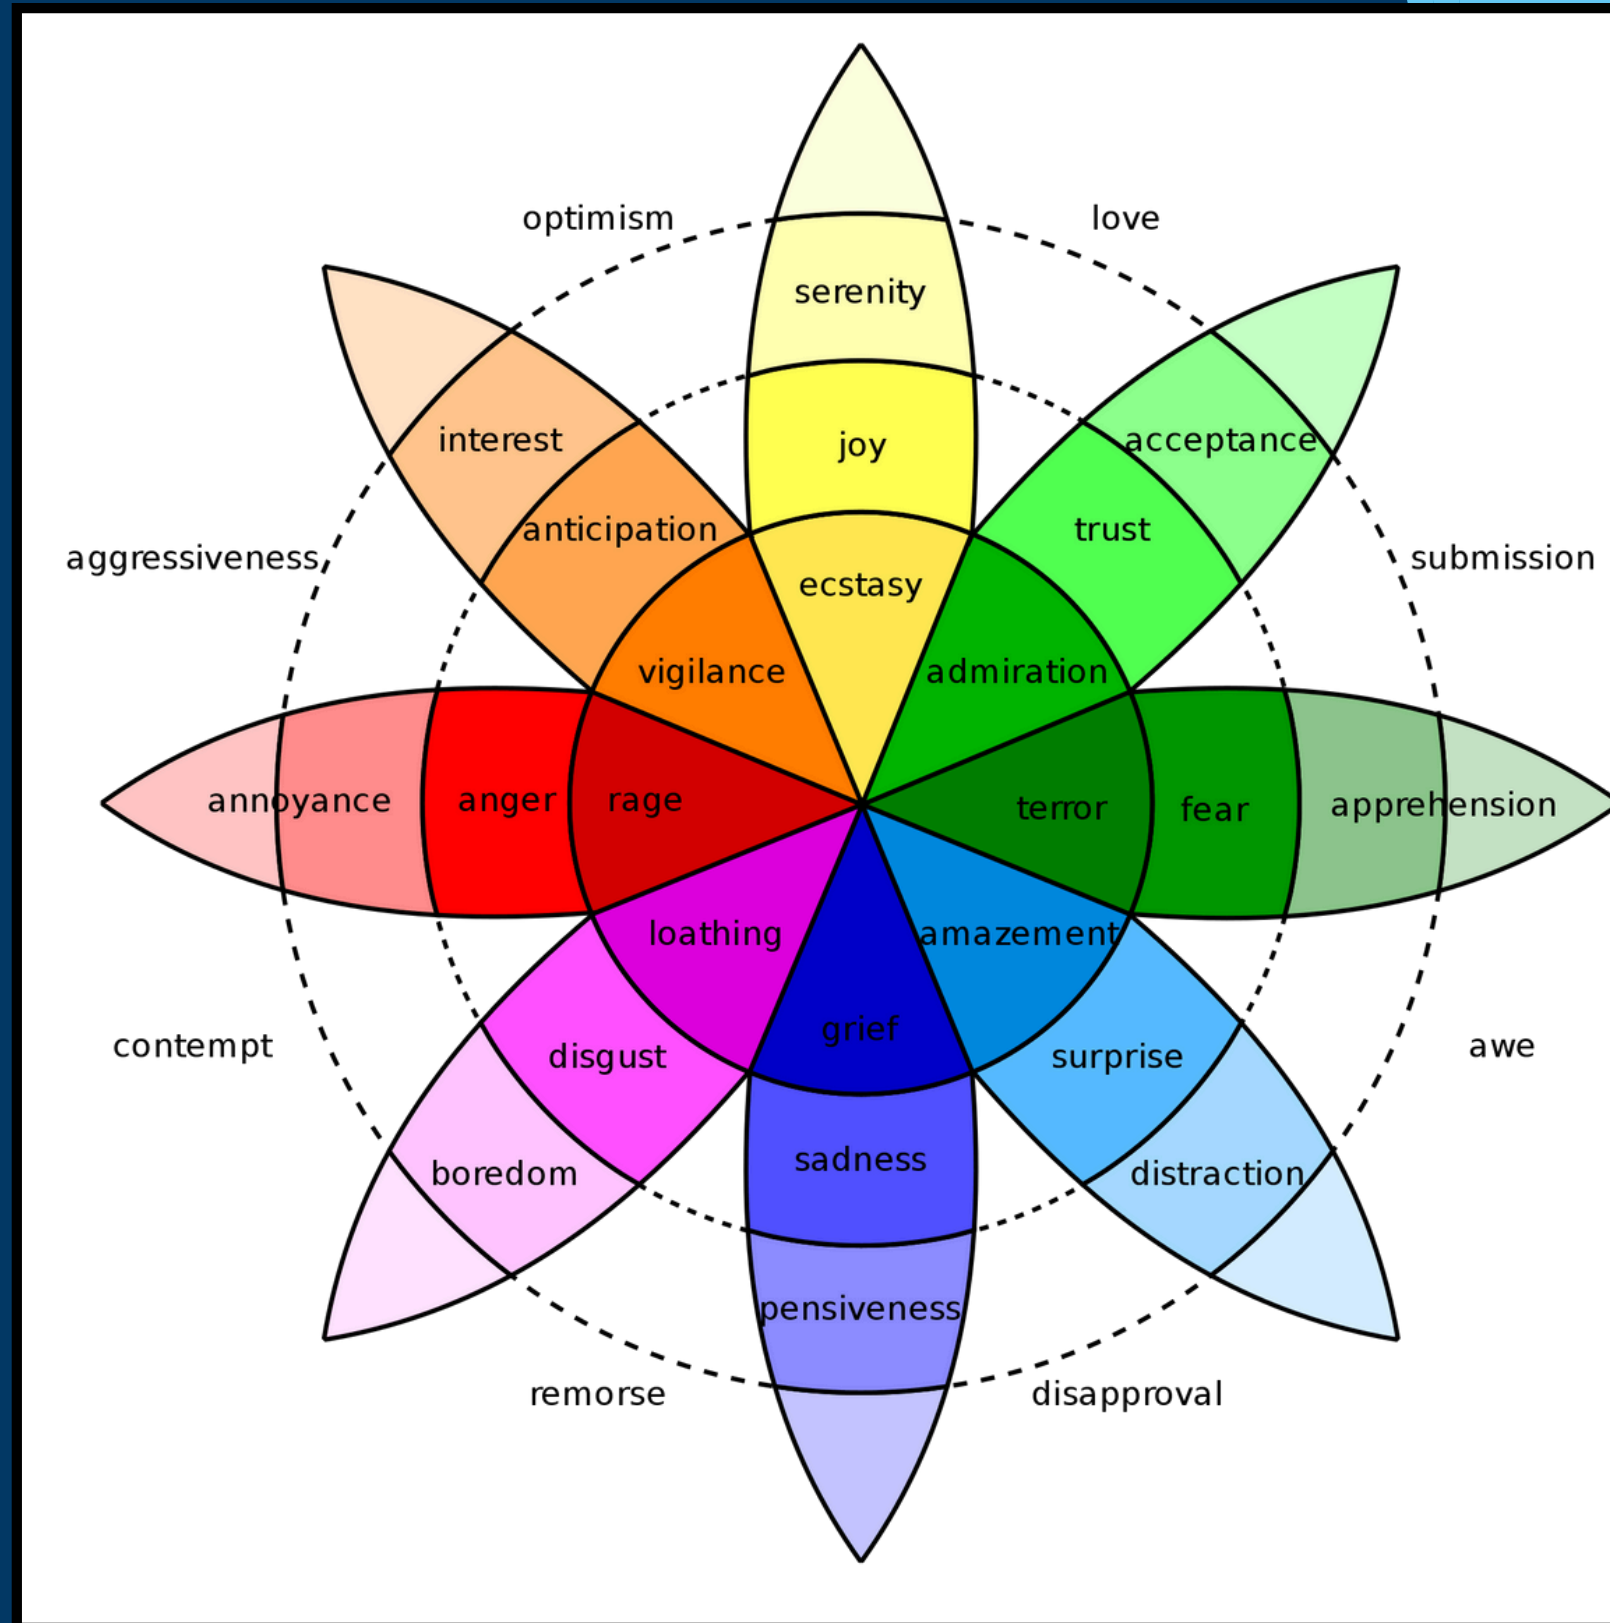 optimism
love
serenity
interest
joy
acceptance
anticipation
trust
aggressiveness
submission
ecstasy
vigilance
admiration
annoyance
anger
rage
terror
fear
apprehension
loathing
amazement
contempt
grief
awe
disgust
surprise
boredom
sadness
distraction
pensiveness
remorse
disapproval